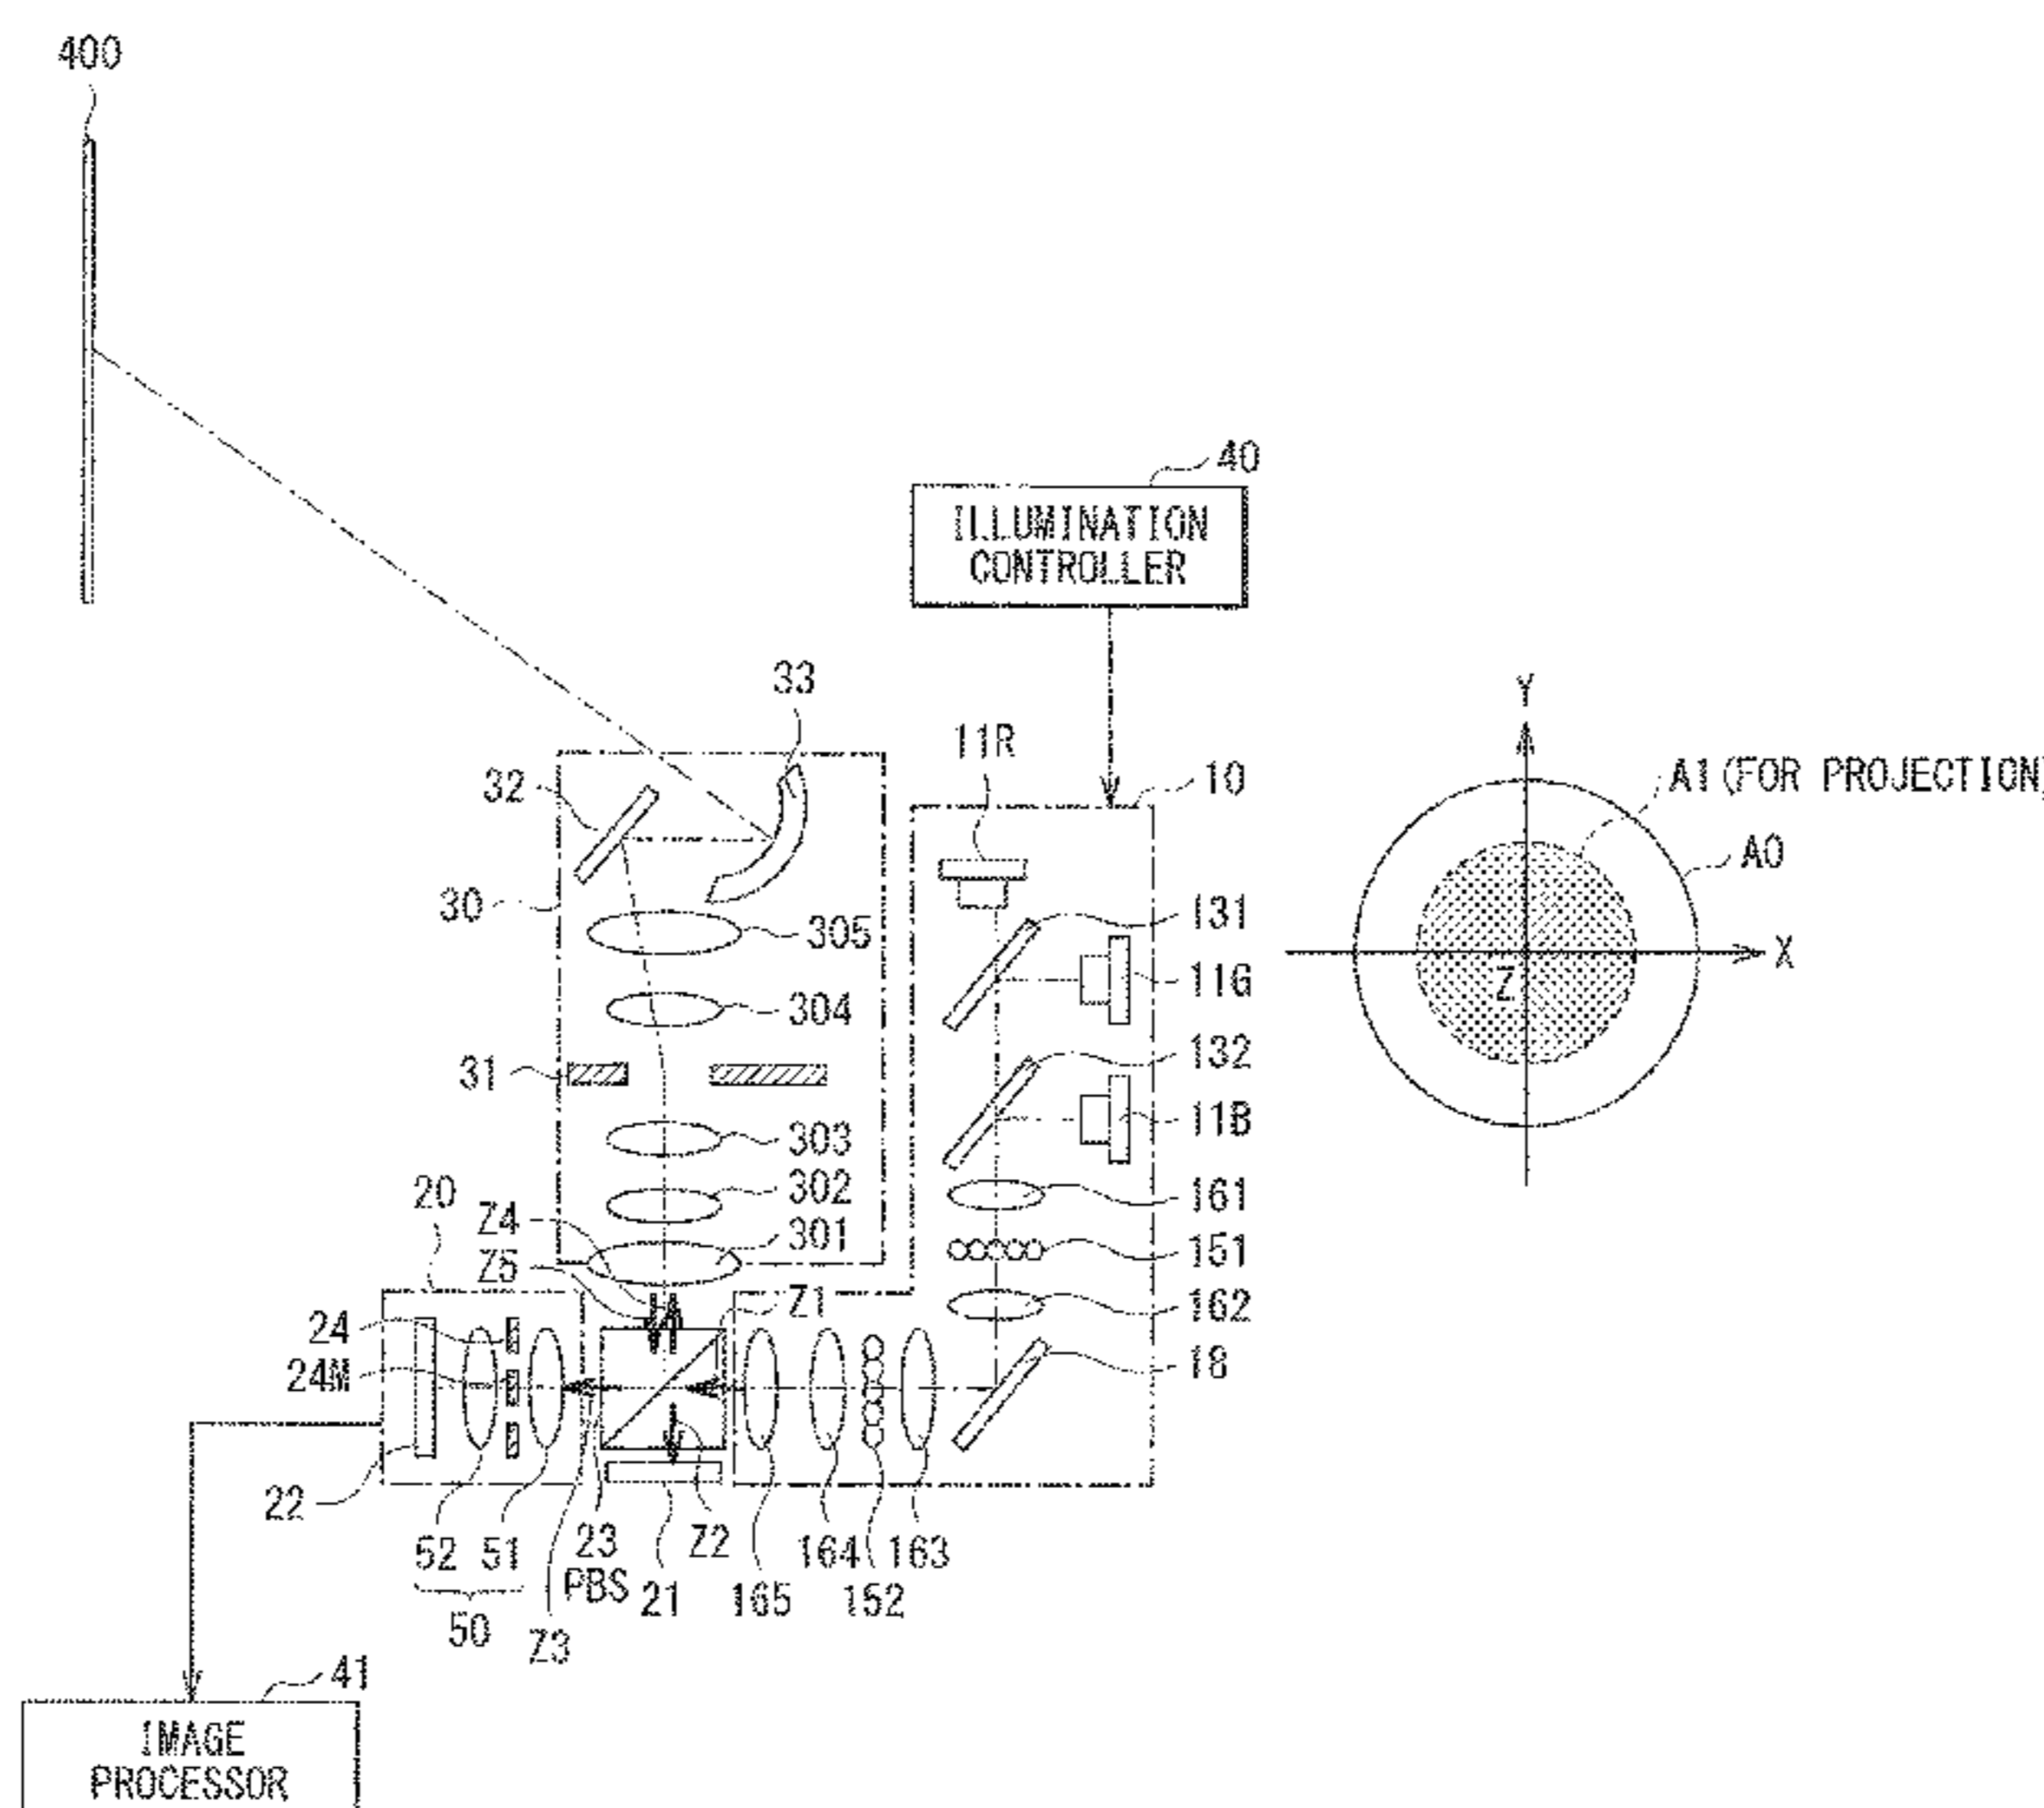 400
40
ILLUMINATION
CONTROLLER
33
11R
32
10
Y
A1(FOR PROJECTION)
A0
30
305
131
11G
X
Z
304
31
132
11B
303
20
302
161
Z4
301
151
Z5
Z1
162
24
24M
18
22
52
51
23
Z2
164
163
PBS
21
165
152
50
Z3
41
IMAGE
PROCESSOR